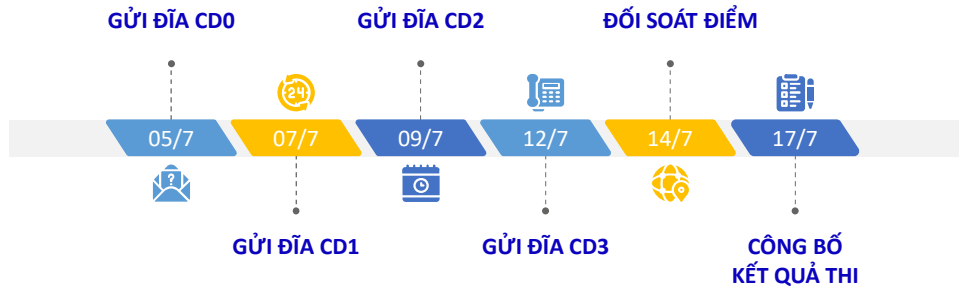 GỬI ĐĨA CD0
GỬI ĐĨA CD2
ĐỐI SOÁT ĐIỂM
24
05/7
07/7
09/7
12/7
14/7
17/7
?
GỬI ĐĨA CD1
GỬI ĐĨA CD3
CÔNG BỐ
KẾT QUẢ THI